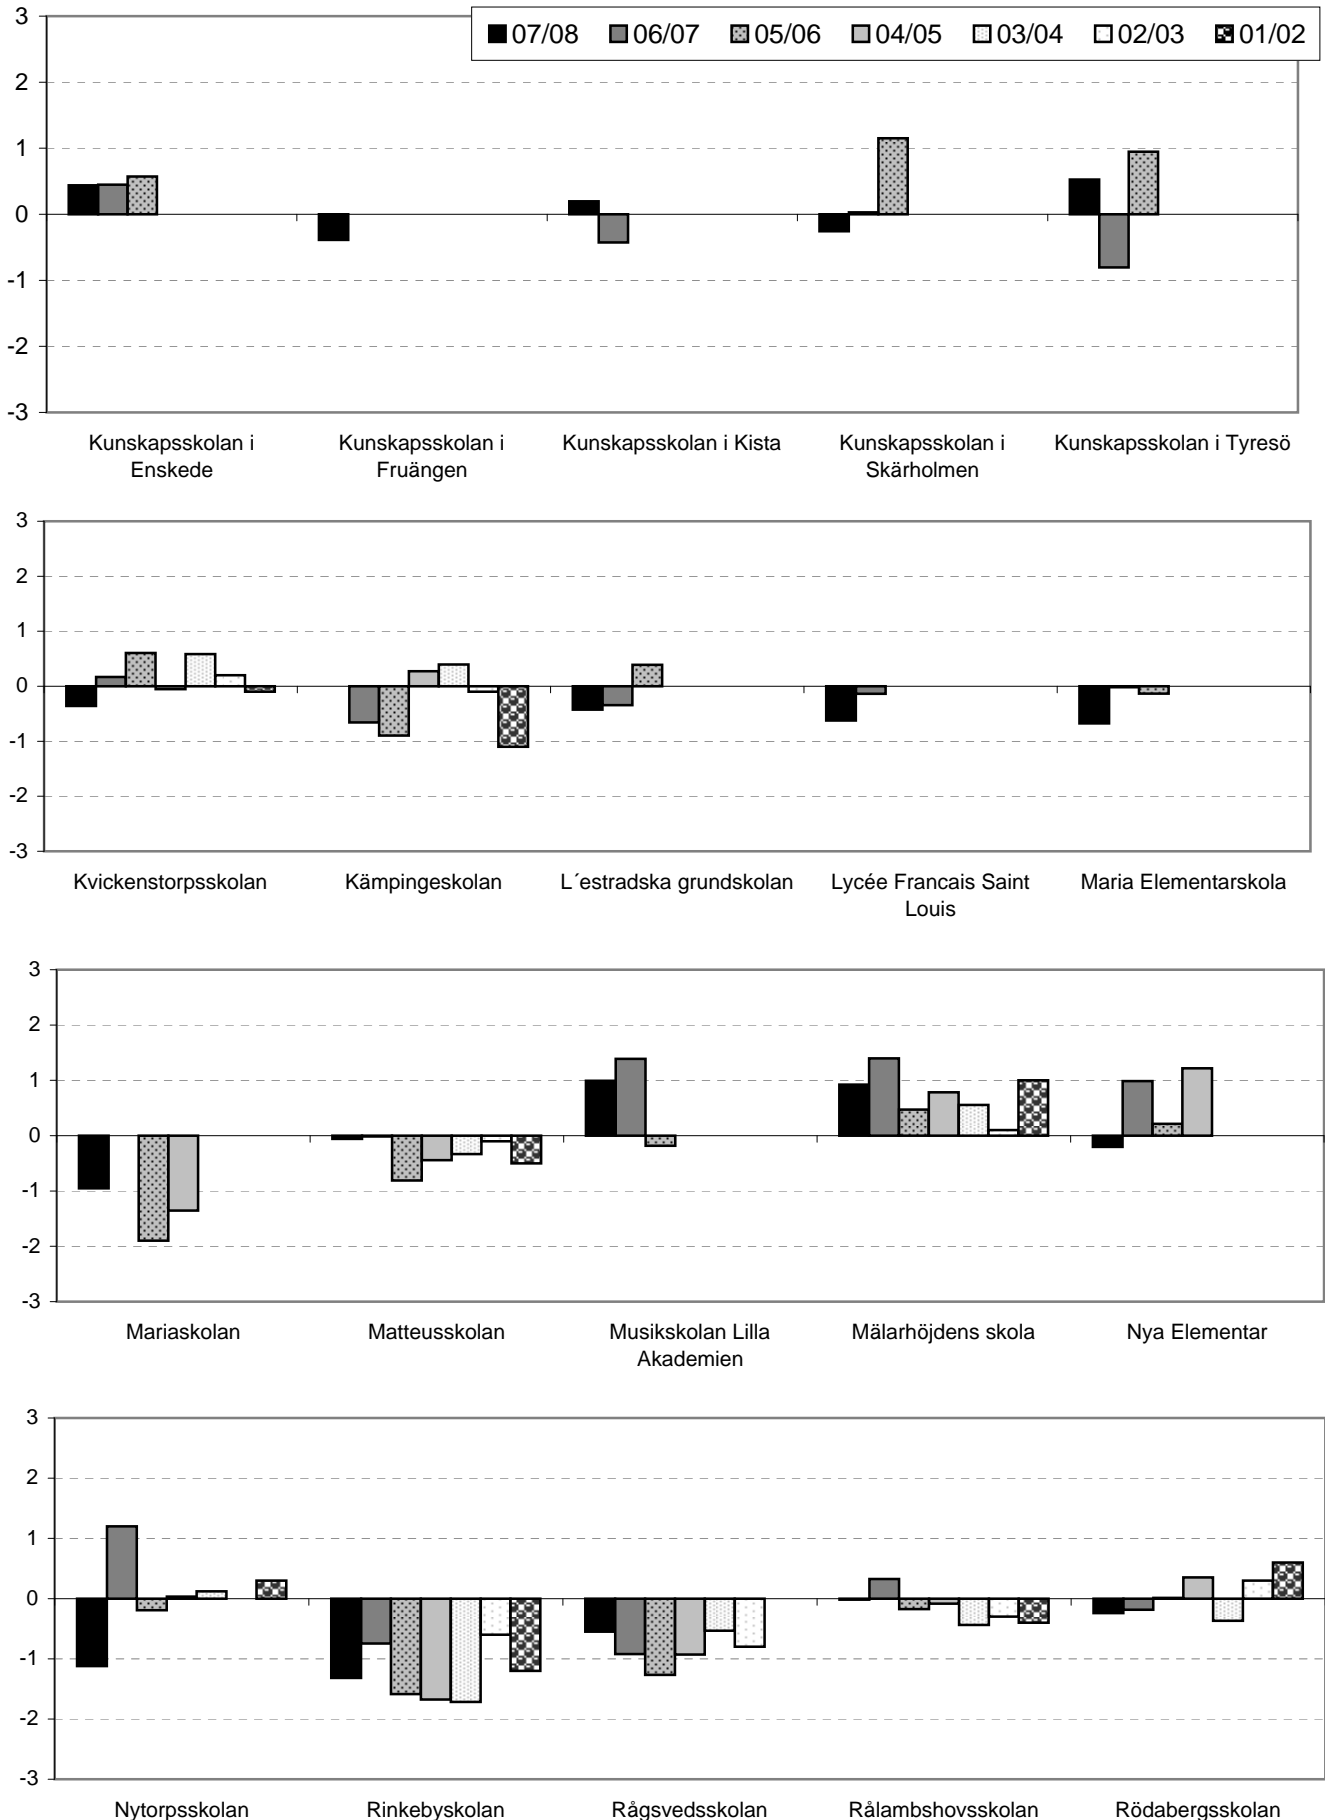 3
07/08 06/07 05/06 04/05 03/04 02/03 01/02
2
1
0
-1
-2
-3
Kunskapsskolan i Enskede
Kunskapsskolan i Fruängen
Kunskapsskolan i Kista
Kunskapsskolan i Skärholmen
Kunskapsskolan i Tyresö
3
2
1
0
-1
-2
-3
Kvickenstorpsskolan
Kämpingeskolan
L´estradska grundskolan
Lycée Francais Saint Louis
Maria Elementarskola
3
2
1
0
-1
-2
-3
Mariaskolan
Matteusskolan
Musikskolan Lilla Akademien
Mälarhöjdens skola
Nya Elementar
3
2
1
0
-1
-2
-3
Nytorpsskolan
Rinkebyskolan
Rågsvedsskolan
Rålambshovsskolan
Rödabergsskolan